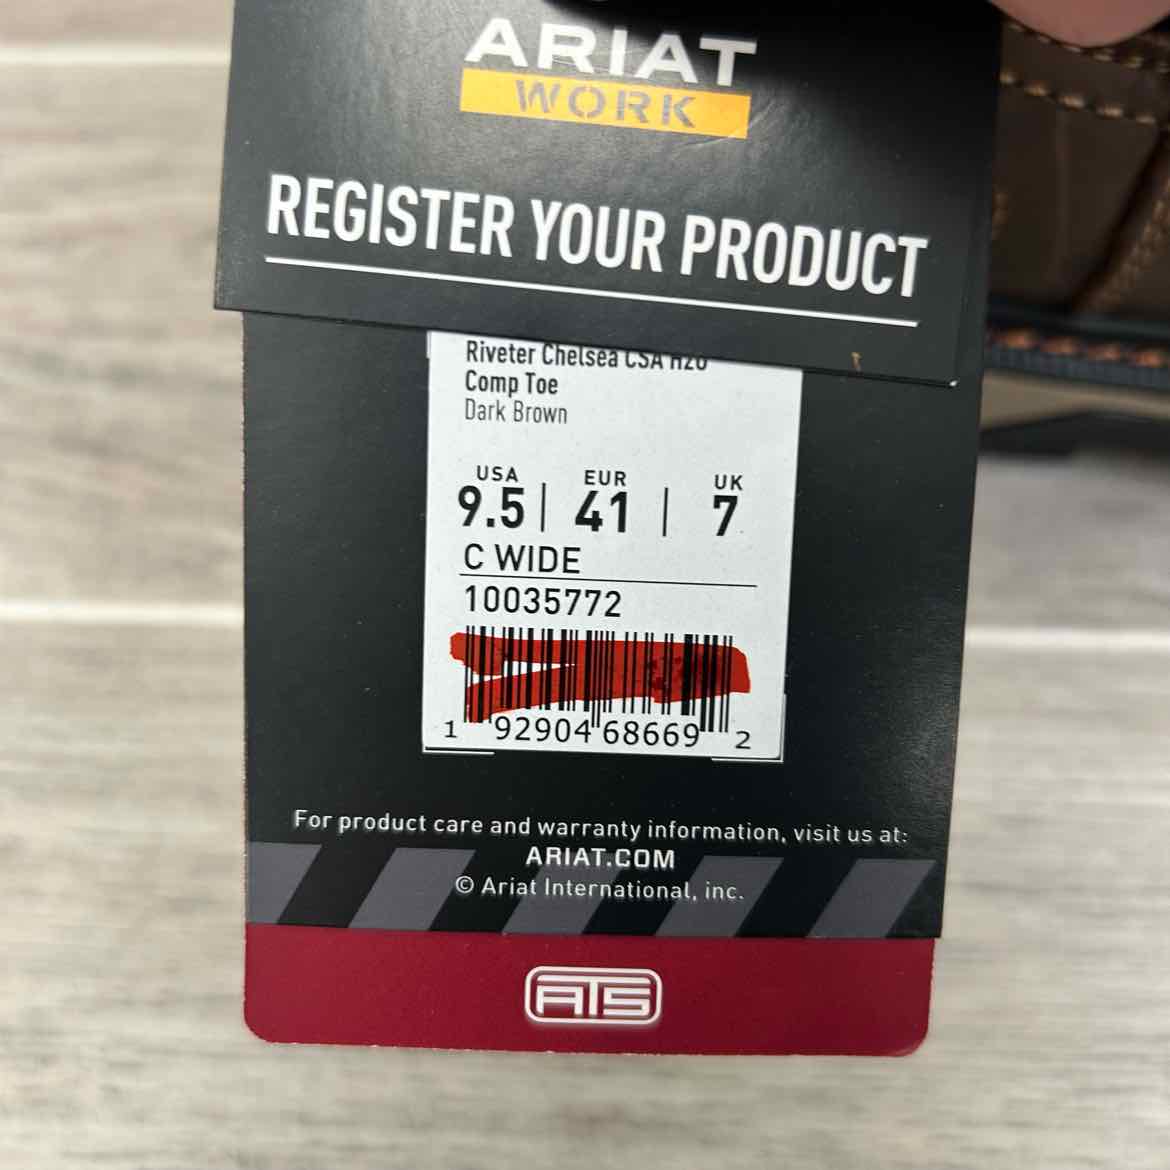 ARIAT
WORK
REGISTER YOUR PRODUCT
Riveter Chelsea CSA H2O
Comp Toe
Dark Brown
USA EUR UK
9.5 | 41 | 7
C WIDE
10035772
1 92904 68669 2
For product care and warranty information, visit us at:
ARIAT.COM
© Ariat International, inc.
ATS